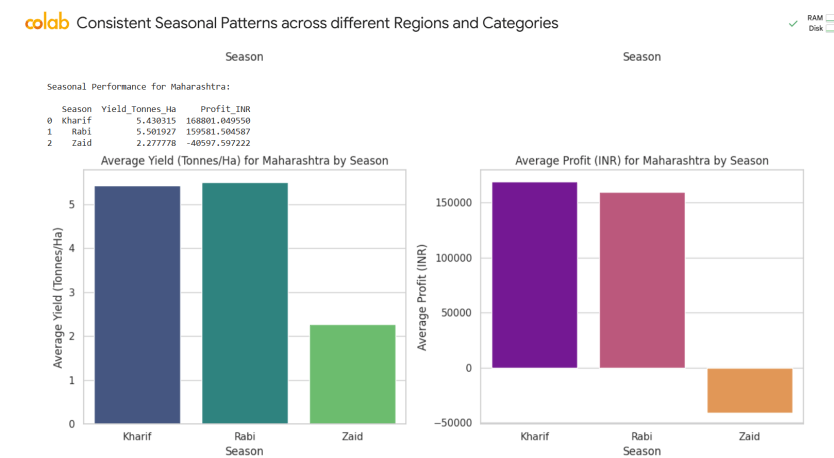 colab Consistent Seasonal Patterns across different Regions and Categories
RAM
Disk
Season
Season
Seasonal Performance for Maharashtra:
Season Yield_Tonnes_Ha Profit_INR
0 Kharif 5.430315 168801.049550
1 Rabi 5.501927 159581.504587
2 Zaid 2.277778 -40597.597222
Average Yield (Tonnes/Ha) for Maharashtra by Season
Average Yield (Tonnes/Ha)
5
4
3
2
1
0
Kharif Rabi Zaid
Season
Average Profit (INR) for Maharashtra by Season
Average Profit (INR)
150000
100000
50000
0
−50000
Kharif Rabi Zaid
Season